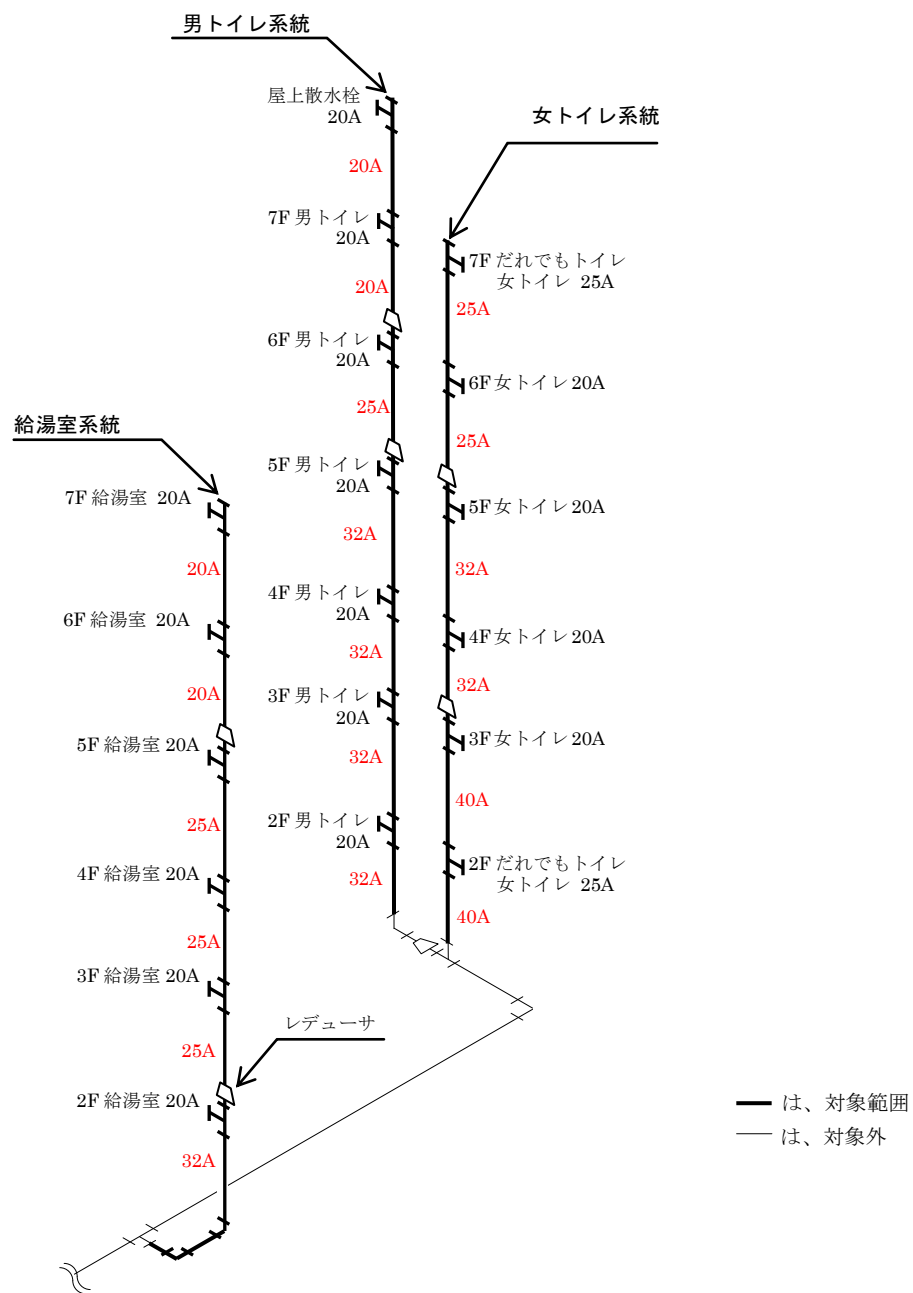 男トイレ系統
屋上散水栓
20A
20A
7F 男トイレ
20A
20A
6F 男トイレ
20A
25A
5F 男トイレ
20A
32A
4F 男トイレ
20A
32A
3F 男トイレ
20A
32A
2F 男トイレ
20A
32A
女トイレ系統
7F だれでもトイレ
女トイレ 25A
25A
6F 女トイレ 20A
25A
5F 女トイレ 20A
32A
4F 女トイレ 20A
32A
3F 女トイレ 20A
40A
2F だれでもトイレ
女トイレ 25A
40A
給湯室系統
7F 給湯室 20A
20A
6F 給湯室 20A
20A
5F 給湯室 20A
25A
4F 給湯室 20A
25A
3F 給湯室 20A
25A
レデューサ
2F 給湯室 20A
32A
は、対象範囲
は、対象外